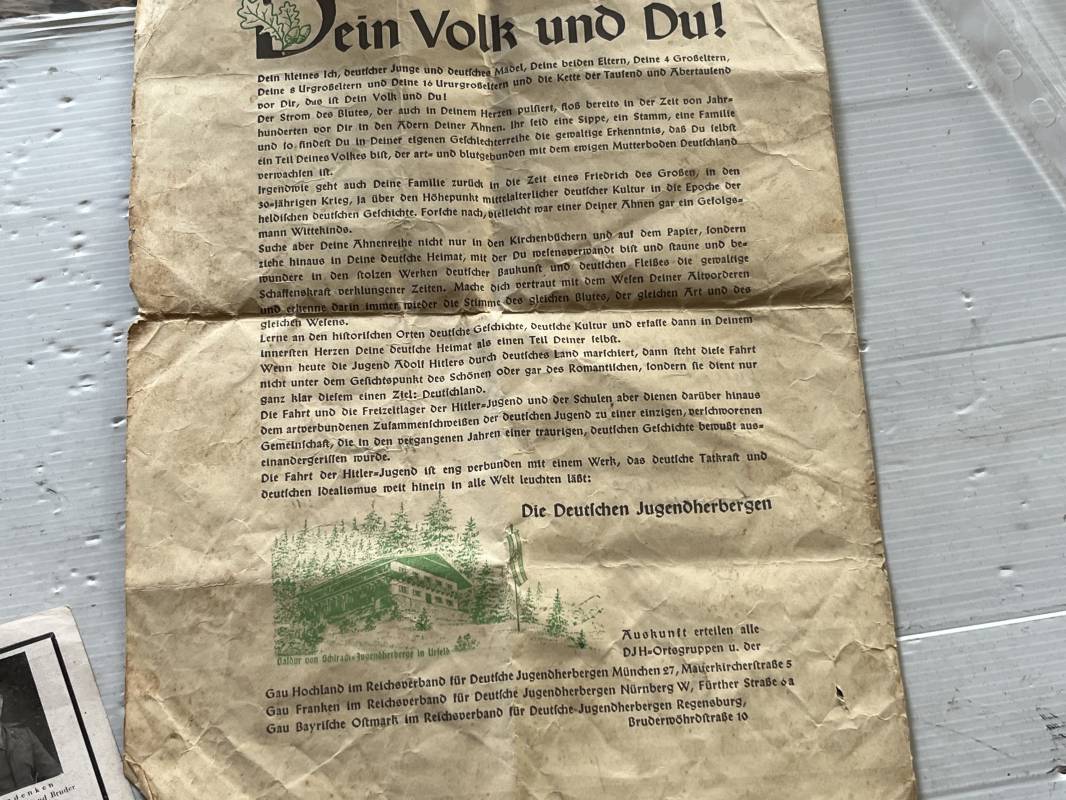 Dein Volk und Du!
Dein kleines Ich, deutscher Junge und deutsches Mädel, Deine beiden Eltern, Deine 4 Großeltern,
Deine 8 Urgroßeltern und Deine 16 Ururgroßeltern und die Kette der Tausend und Abertausend
vor Dir, das ist Dein Volk und Du!
Der Strom des Blutes, der auch in Deinem Herzen pulsiert, floß bereits in der Zeit von Jahr-
hunderten vor Dir in den Adern Deiner Ahnen. Ihr seid eine Sippe, ein Stamm, eine Familie
und so findest Du in Deiner eigenen Geschlechterreihe die gewaltige Erkenntnis, daß Du selbst
ein Teil Deines Volkes bist, der art- und blutgebunden mit dem ewigen Mutterboden Deutschland
verwachsen ist.
Irgendwie geht auch Deine Familie zurück in die Zeit eines Friedrich des Großen, in den
30-jährigen Krieg, ja über den Höhepunkt mittelalterlicher deutscher Kultur in die Epoche der
heldischen deutschen Geschichte. Forsche nach, vielleicht war einer Deiner Ahnen gar ein Gefolgs-
mann Wittekinds.
Suche aber Deine Ahnenreihe nicht nur in den Kirchenbüchern und auf dem Papier, sondern
ziehe hinaus in Deine deutsche Heimat, mit der Du wesensverwandt bist und staune und be-
wundere in den stolzen Werken deutscher Baukunst und deutschen Fleißes die gewaltige
Schaffenskraft verklungener Zeiten. Mache dich vertraut mit dem Wesen Deiner Altvorderen
und erkenne darin immer wieder die Stimme des gleichen Blutes, der gleichen Art und des
gleichen Wesens.
Lerne an den historischen Orten deutsche Geschichte, deutsche Kultur und erfasse dann in Deinem
innersten Herzen Deine deutsche Heimat als einen Teil Deiner selbst.
Wenn heute die Jugend Adolf Hitlers durch deutsches Land marschiert, dann steht diese Fahrt
nicht unter dem Gesichtspunkt des Schönen oder gar des Romantischen, sondern sie dient nur
ganz klar diesem einen Ziel: Deutschland.
Die Fahrt und die Freizeitlager der Hitler-Jugend und der Schulen aber dienen darüber hinaus
dem artverbundenen Zusammenschweißen der deutschen Jugend zu einer einzigen, verschworenen
Gemeinschaft, die in den vergangenen Jahren einer traurigen, deutschen Geschichte bewußt aus-
einandergerissen wurde.
Die Fahrt der Hitler-Jugend ist eng verbunden mit einem Werk, das deutsche Tatkraft und
deutschen Idealismus weit hinein in alle Welt leuchten läßt:
Die Deutschen Jugendherbergen
Baldur von Schirach-Jugendherberge in Urfeld
Auskunft erteilen alle
DJH-Ortsgruppen u. der
Gau Hochland im Reichsverband für Deutsche Jugendherbergen München 27, Mauerkircherstraße 5
Gau Franken im Reichsverband für Deutsche Jugendherbergen Nürnberg W, Fürther Straße 6a
Gau Bayrische Ostmark im Reichsverband für Deutsche-Jugendherbergen Regensburg,
Bruderwöhrdstraße 10
und Bruder